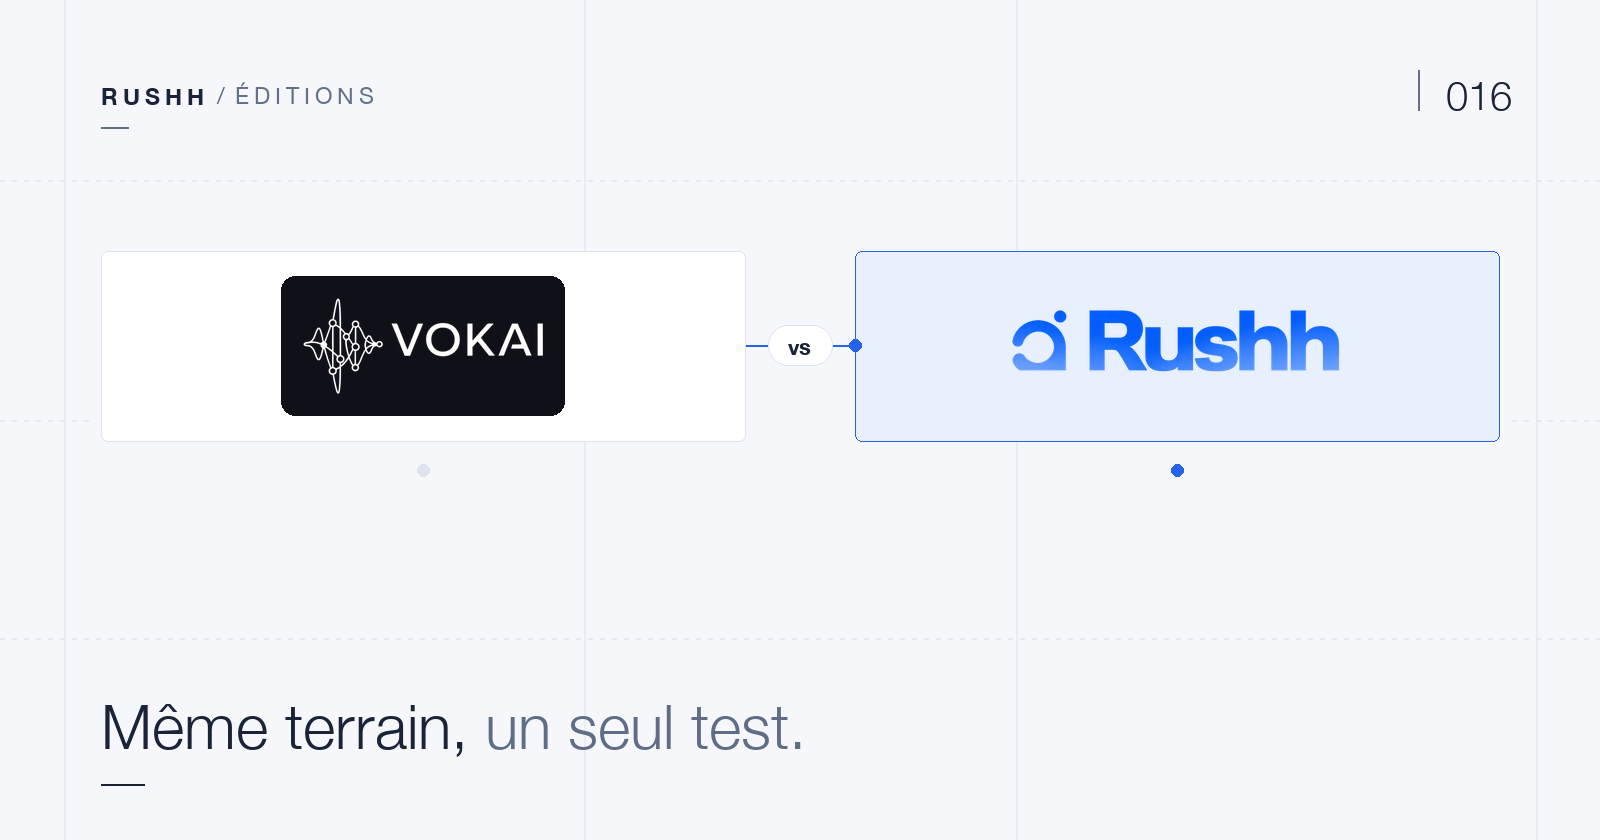 RUSHH / ÉDITIONS
016
VOKAI
vs
Rushh
Même terrain, un seul test.